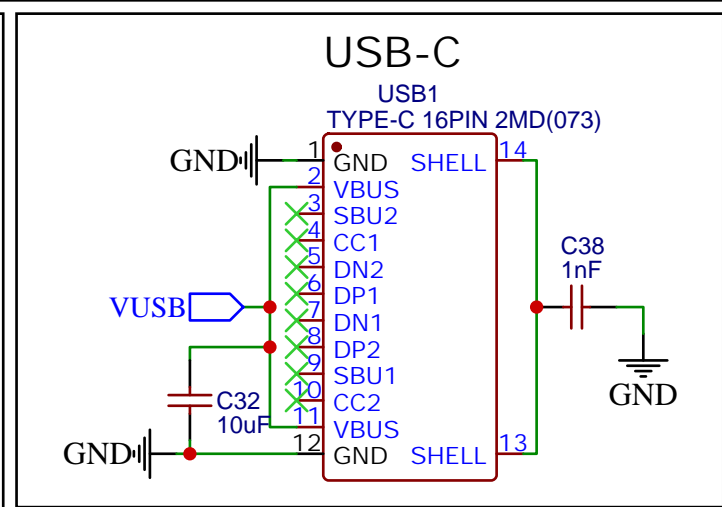 USB-C
USB1
TYPE-C 16PIN 2MD(073)
GND 1 GND SHELL 14
2 VBUS
3 SBU2
4 CC1
5 DN2
6 DP1
VUSB 7 DN1
8 DP2
9 SBU1
10 CC2
11 VBUS
GND 12 GND SHELL 13
C32
10uF
C38
1nF
GND